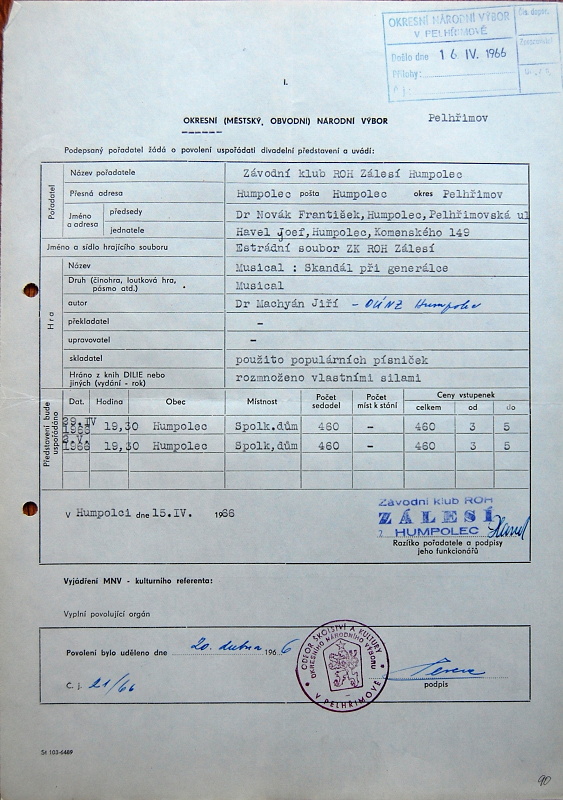 OKRESNÍ NÁRODNÍ VÝBOR
V PELHŘIMOVĚ
Došlo dne 16 IV. 1966
Přílohy:
Čís. dopor.
I.
OKRESNÍ (MĚSTSKÝ, OBVODNÍ) NÁRODNÍ VÝBOR Pelhřimov
Podepsaný pořadatel žádá o povolení uspořádati divadelní představení a uvádí:
Pořadatel
Název pořadatele Závodní klub ROH Zálesí Humpolec
Přesná adresa Humpolec pošta Humpolec okres Pelhřimov
Jméno a adresa předsedy Dr Novák František,Humpolec,Pelhřimovská ul
jednatele Havel Joef,Humpolec,Komenského 149
Jméno a sídlo hrajícího souboru Estrádní soubor ZK ROH Zálesí
Hra
Název Musical : Skandál při generálce
Druh (činohra, loutková hra, pásmo atd.) Musical
autor Dr Machyán Jiří - OÚNZ Humpolec
překladatel –
upravovatel –
skladatel použito populárních písniček
Hráno z knih DILIE nebo jiných (vydání - rok) rozmnoženo vlastními silami
Představení bude uspořádáno
Dat. Hodina Obec Místnost Počet sedadel Počet míst k stání Ceny vstupenek
celkem od do
1966 19,30 Humpolec Spolk.dům 460 – 460 3 5
1966 19,30 Humpolec Spolk,dům 460 – 460 3 5
V Humpolci dne 15.IV. 1966
Závodní klub ROH
ZÁLESÍ
HUMPOLEC
Razítko pořadatele a podpisy
jeho funkcionářů
Vyjádření MNV - kulturního referenta:
Vyplní povolující orgán
Povolení bylo uděleno dne 20. dubna 1966
Č. j. 21/66
ODBOR ŠKOLSTVÍ A KULTURY
OKRESNÍHO NÁRODNÍHO VÝBORU
V PELHŘIMOVĚ
podpis
St 103-6489
90